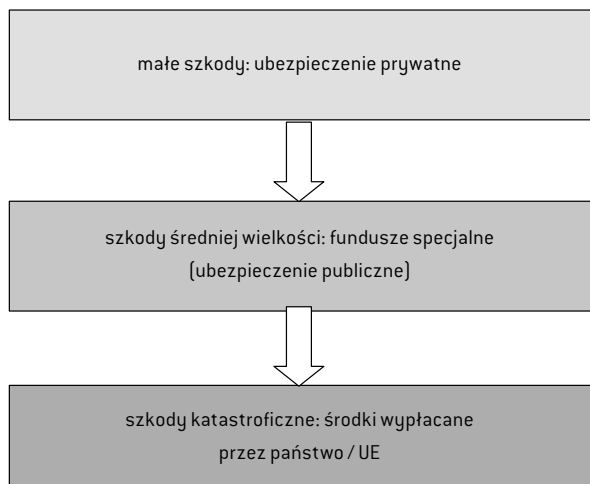 małe szkody: ubezpieczenie prywatne
szkody średniej wielkości: fundusze specjalne
(ubezpieczenie publiczne)
szkody katastroficzne: środki wypłacane
przez państwo / UE